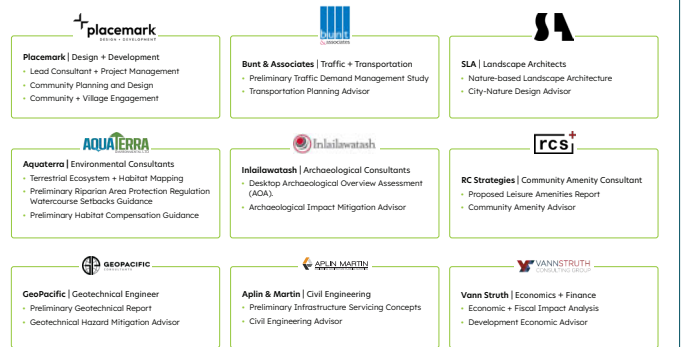 placemark
DESIGN + DEVELOPMENT
Placemark | Design + Development
• Lead Consultant + Project Management
• Community Planning and Design
• Community + Village Engagement
bunt
& associates
Bunt & Associates | Traffic + Transportation
• Preliminary Traffic Demand Management Study
• Transportation Planning Advisor
SLA
SLA | Landscape Architects
• Nature-based Landscape Architecture
• City-Nature Design Advisor
AQUATERRA
Aquaterra | Environmental Consultants
• Terrestrial Ecosystem + Habitat Mapping
• Preliminary Riparian Area Protection Regulation
Watercourse Setbacks Guidance
• Preliminary Habitat Compensation Guidance
Inlailawatash
Inlailawatash | Archaeological Consultants
• Desktop Archaeological Overview Assessment
(AOA).
• Archaeological Impact Mitigation Advisor
rcs+
RC Strategies | Community Amenity Consultant
• Proposed Leisure Amenities Report
• Community Amenity Advisor
GEOPACIFIC
CONSULTANTS
GeoPacific | Geotechnical Engineer
• Preliminary Geotechnical Report
• Geotechnical Hazard Mitigation Advisor
APLIN MARTIN
Aplin & Martin | Civil Engineering
• Preliminary Infrastructure Servicing Concepts
• Civil Engineering Advisor
VANNSTRUTH
CONSULTING GROUP
Vann Struth | Economics + Finance
• Economic + Fiscal Impact Analysis
• Development Economic Advisor